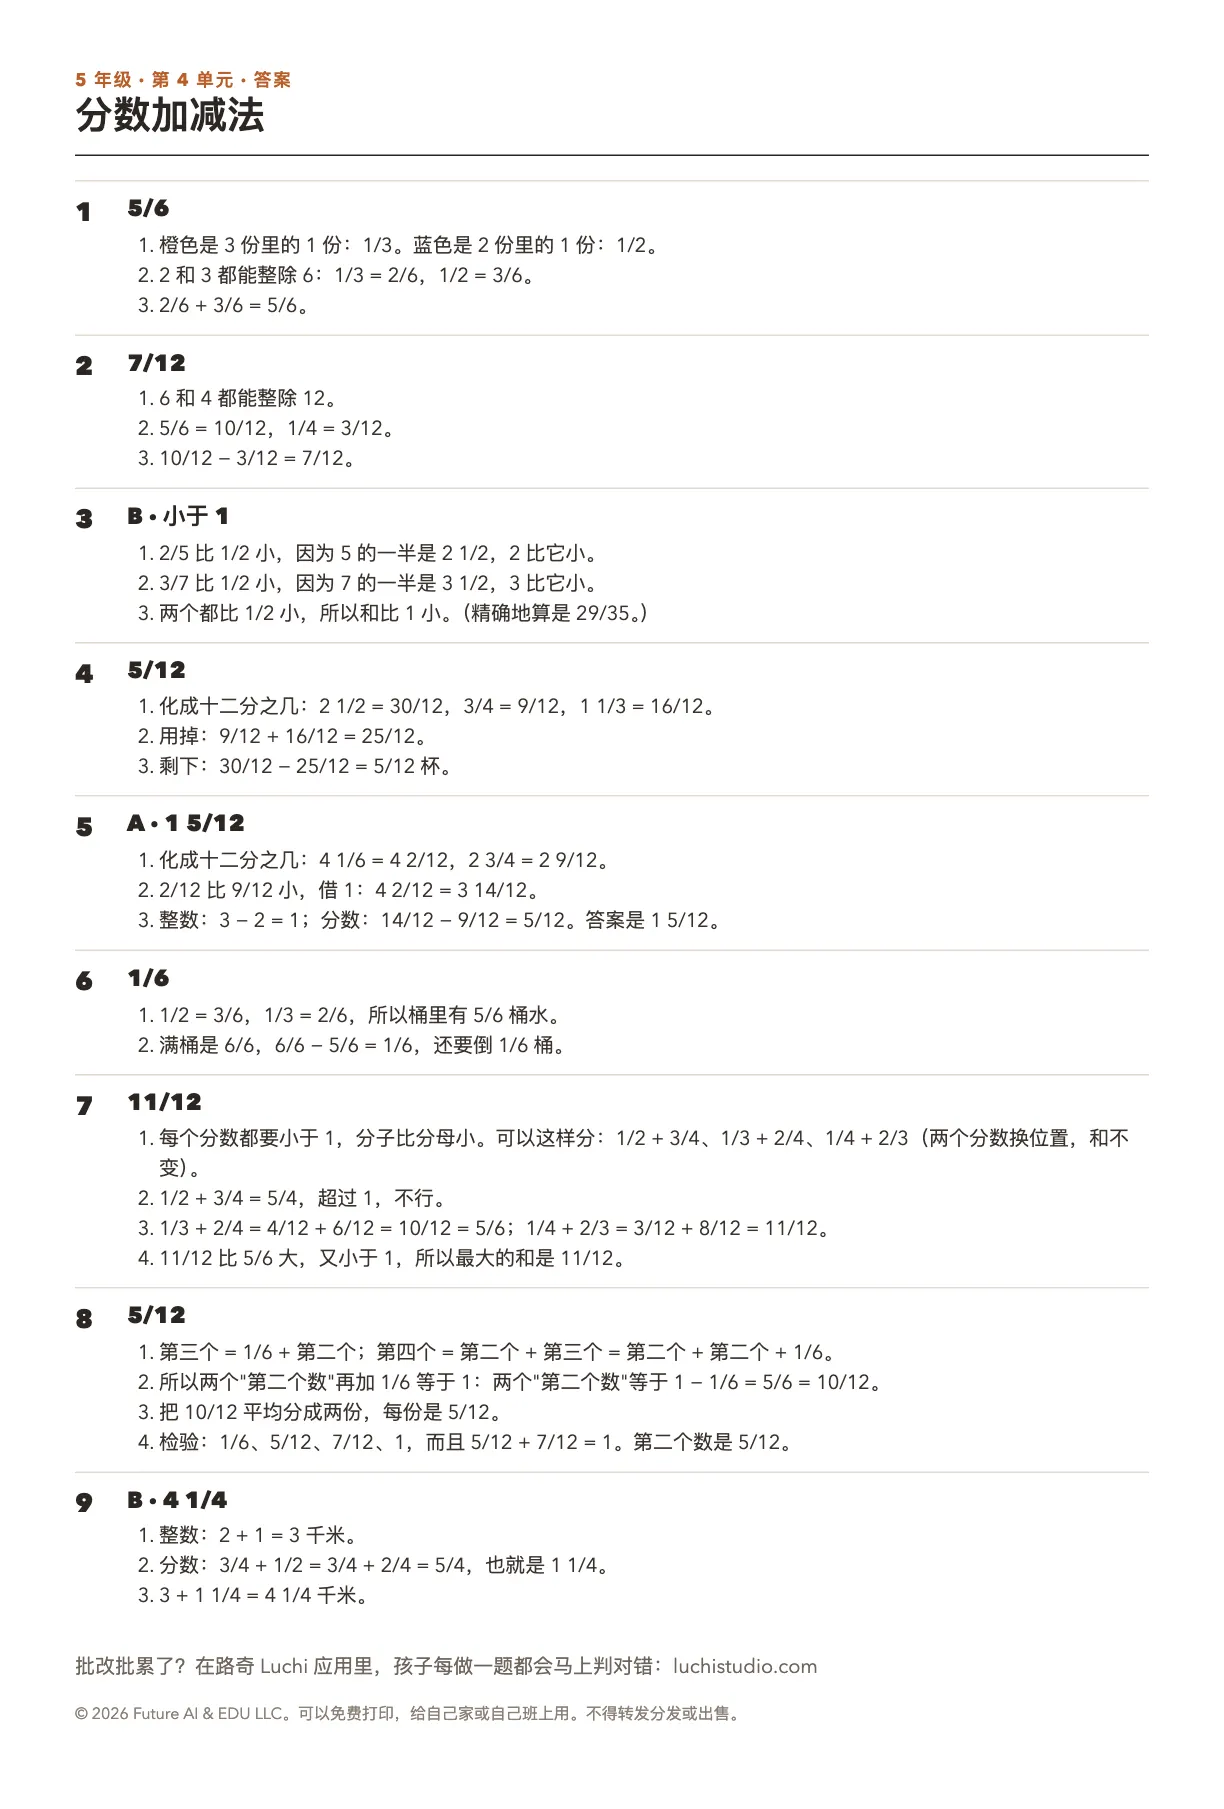 5 年级 · 第 4 单元 · 答案
分数加减法
1 5/6
1. 橙色是 3 份里的 1 份：1/3。蓝色是 2 份里的 1 份：1/2。
2. 2 和 3 都能整除 6：1/3 = 2/6，1/2 = 3/6。
3. 2/6 + 3/6 = 5/6。
2 7/12
1. 6 和 4 都能整除 12。
2. 5/6 = 10/12，1/4 = 3/12。
3. 10/12 − 3/12 = 7/12。
3 B · 小于 1
1. 2/5 比 1/2 小，因为 5 的一半是 2 1/2，2 比它小。
2. 3/7 比 1/2 小，因为 7 的一半是 3 1/2，3 比它小。
3. 两个都比 1/2 小，所以和比 1 小。（精确地算是 29/35。）
4 5/12
1. 化成十二分之几：2 1/2 = 30/12，3/4 = 9/12，1 1/3 = 16/12。
2. 用掉：9/12 + 16/12 = 25/12。
3. 剩下：30/12 − 25/12 = 5/12 杯。
5 A · 1 5/12
1. 化成十二分之几：4 1/6 = 4 2/12，2 3/4 = 2 9/12。
2. 2/12 比 9/12 小，借 1：4 2/12 = 3 14/12。
3. 整数：3 − 2 = 1；分数：14/12 − 9/12 = 5/12。答案是 1 5/12。
6 1/6
1. 1/2 = 3/6，1/3 = 2/6，所以桶里有 5/6 桶水。
2. 满桶是 6/6，6/6 − 5/6 = 1/6，还要倒 1/6 桶。
7 11/12
1. 每个分数都要小于 1，分子比分母小。可以这样分：1/2 + 3/4、1/3 + 2/4、1/4 + 2/3（两个分数换位置，和不
变）。
2. 1/2 + 3/4 = 5/4，超过 1，不行。
3. 1/3 + 2/4 = 4/12 + 6/12 = 10/12 = 5/6；1/4 + 2/3 = 3/12 + 8/12 = 11/12。
4. 11/12 比 5/6 大，又小于 1，所以最大的和是 11/12。
8 5/12
1. 第三个 = 1/6 + 第二个；第四个 = 第二个 + 第三个 = 第二个 + 第二个 + 1/6。
2. 所以两个"第二个数"再加 1/6 等于 1：两个"第二个数"等于 1 − 1/6 = 5/6 = 10/12。
3. 把 10/12 平均分成两份，每份是 5/12。
4. 检验：1/6、5/12、7/12、1，而且 5/12 + 7/12 = 1。第二个数是 5/12。
9 B · 4 1/4
1. 整数：2 + 1 = 3 千米。
2. 分数：3/4 + 1/2 = 3/4 + 2/4 = 5/4，也就是 1 1/4。
3. 3 + 1 1/4 = 4 1/4 千米。
批改批累了？在路奇 Luchi 应用里，孩子每做一题都会马上判对错：luchistudio.com
© 2026 Future AI & EDU LLC。可以免费打印，给自己家或自己班上用。不得转发分发或出售。